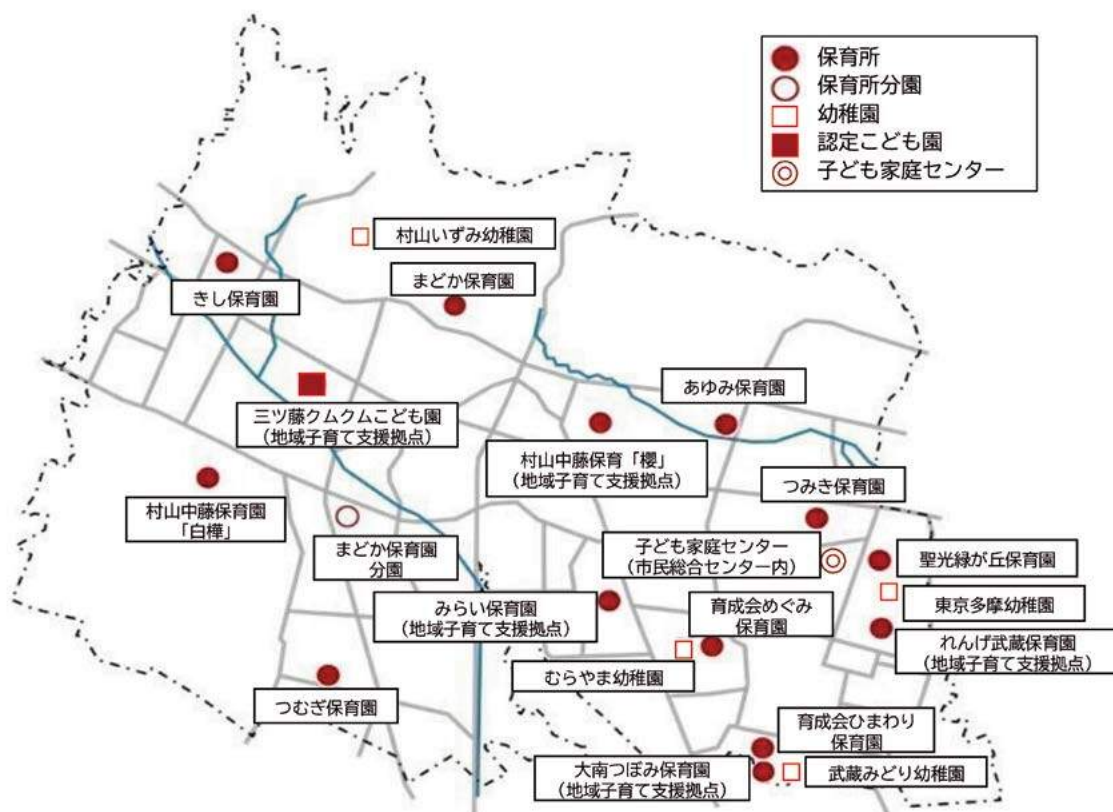 保育所
保育所分園
幼稚園
認定こども園
子ども家庭センター
村山いずみ幼稚園
まどか保育園
きし保育園
あゆみ保育園
三ツ藤クムクムこども園
(地域子育て支援拠点)
村山中藤保育「櫻」
(地域子育て支援拠点)
つみき保育園
村山中藤保育園
「白樺」
まどか保育園
分園
子ども家庭センター
(市民総合センター内)
聖光緑が丘保育園
東京多摩幼稚園
みらい保育園
(地域子育て支援拠点)
育成会めぐみ
保育園
れんげ武蔵保育園
(地域子育て支援拠点)
むらやま幼稚園
つむぎ保育園
育成会ひまわり
保育園
大南つぼみ保育園
(地域子育て支援拠点)
武蔵みどり幼稚園